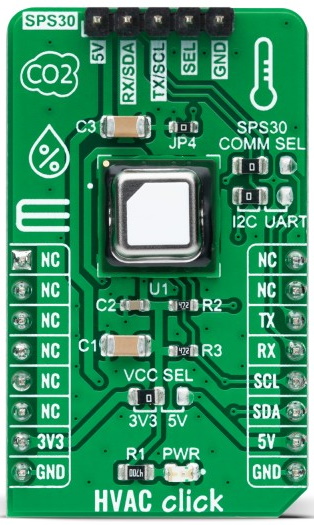 GND 3V3 NC NC NC NC NC NC
CO2
SPS30
5V
RX/SDA
TX/SCL
SEL
GND
HVAC click
R1
PWR
3V3
5V
VCC SEL
C1
C2
C3
U1
R3
R2
JP4
I2C UART
SPS30
COMM SEL
GND 5V SDA SCL RX TX NC NC